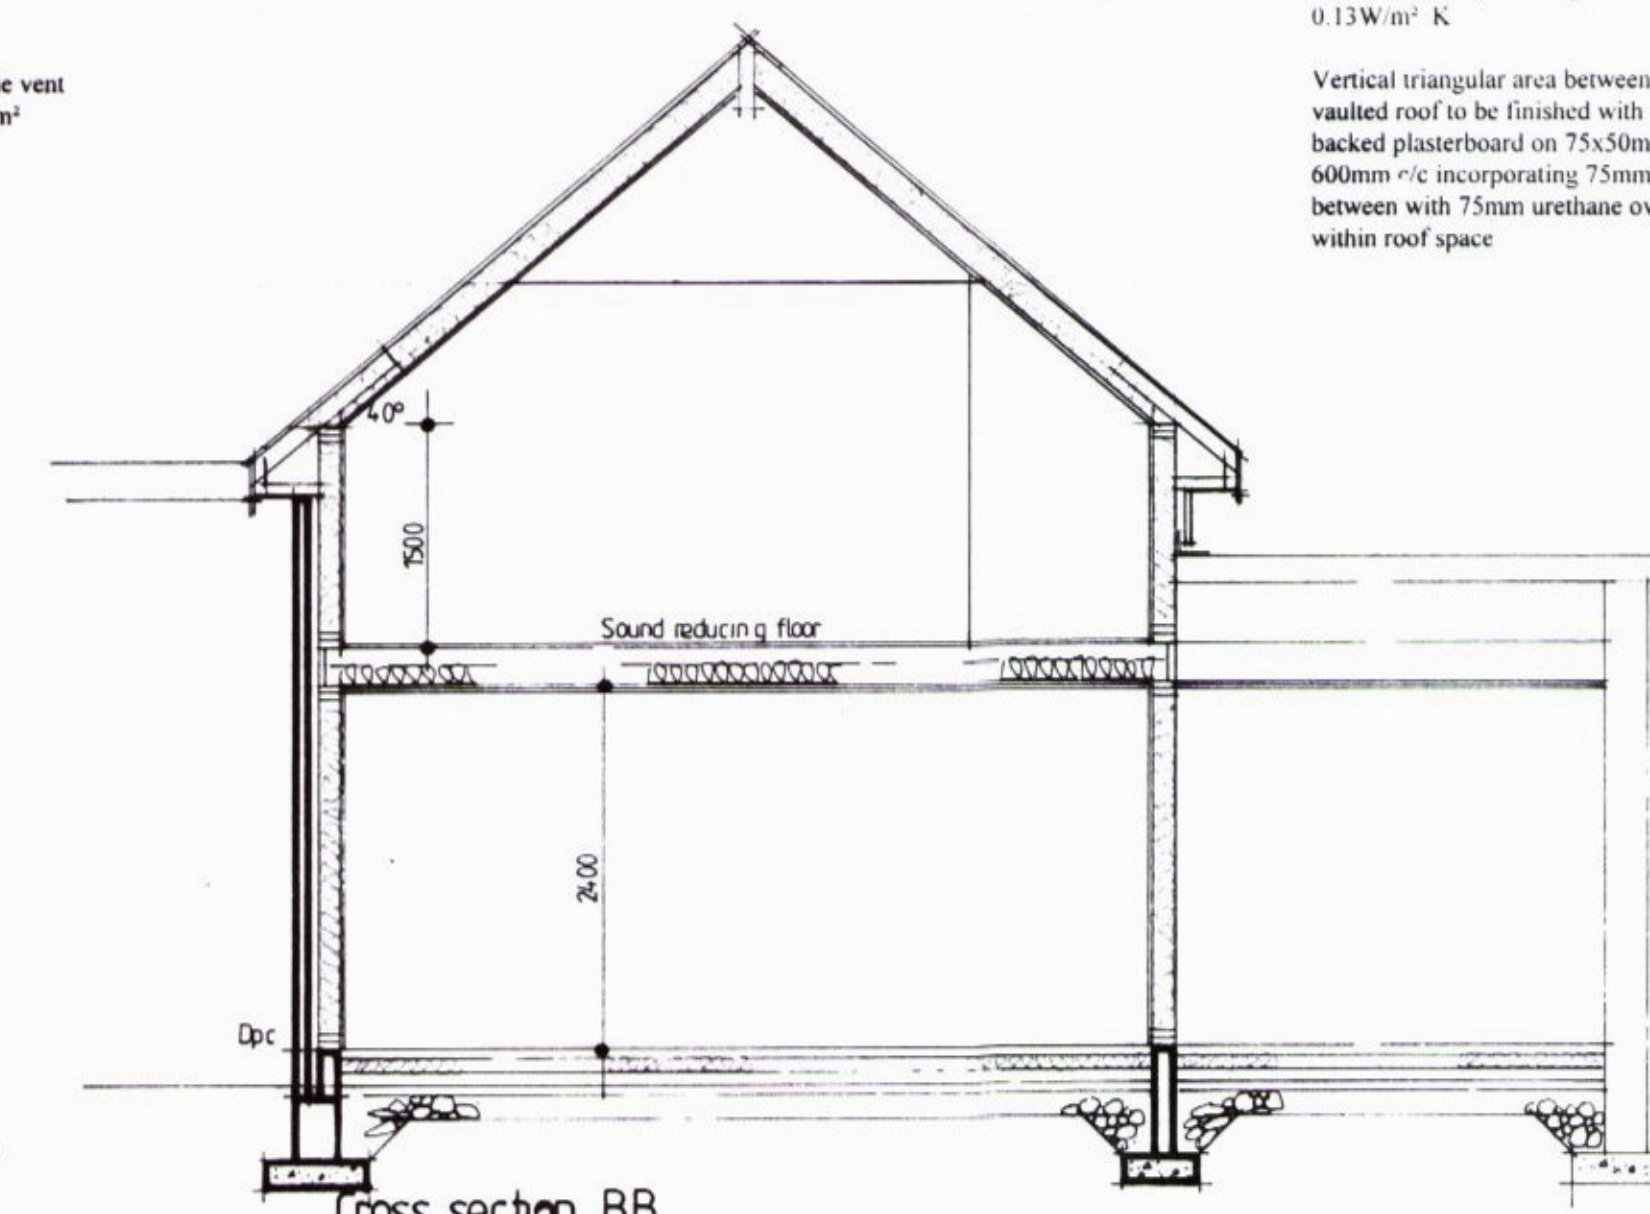 vent
m²
0.13W/m² K
Vertical triangular area between
vaulted roof to be finished with
backed plasterboard on 75x50m
600mm c/c incorporating 75mm
between with 75mm urethane ov
within roof space
40°
1500
Sound reducing floor
2400
Dpc
Cross section BB